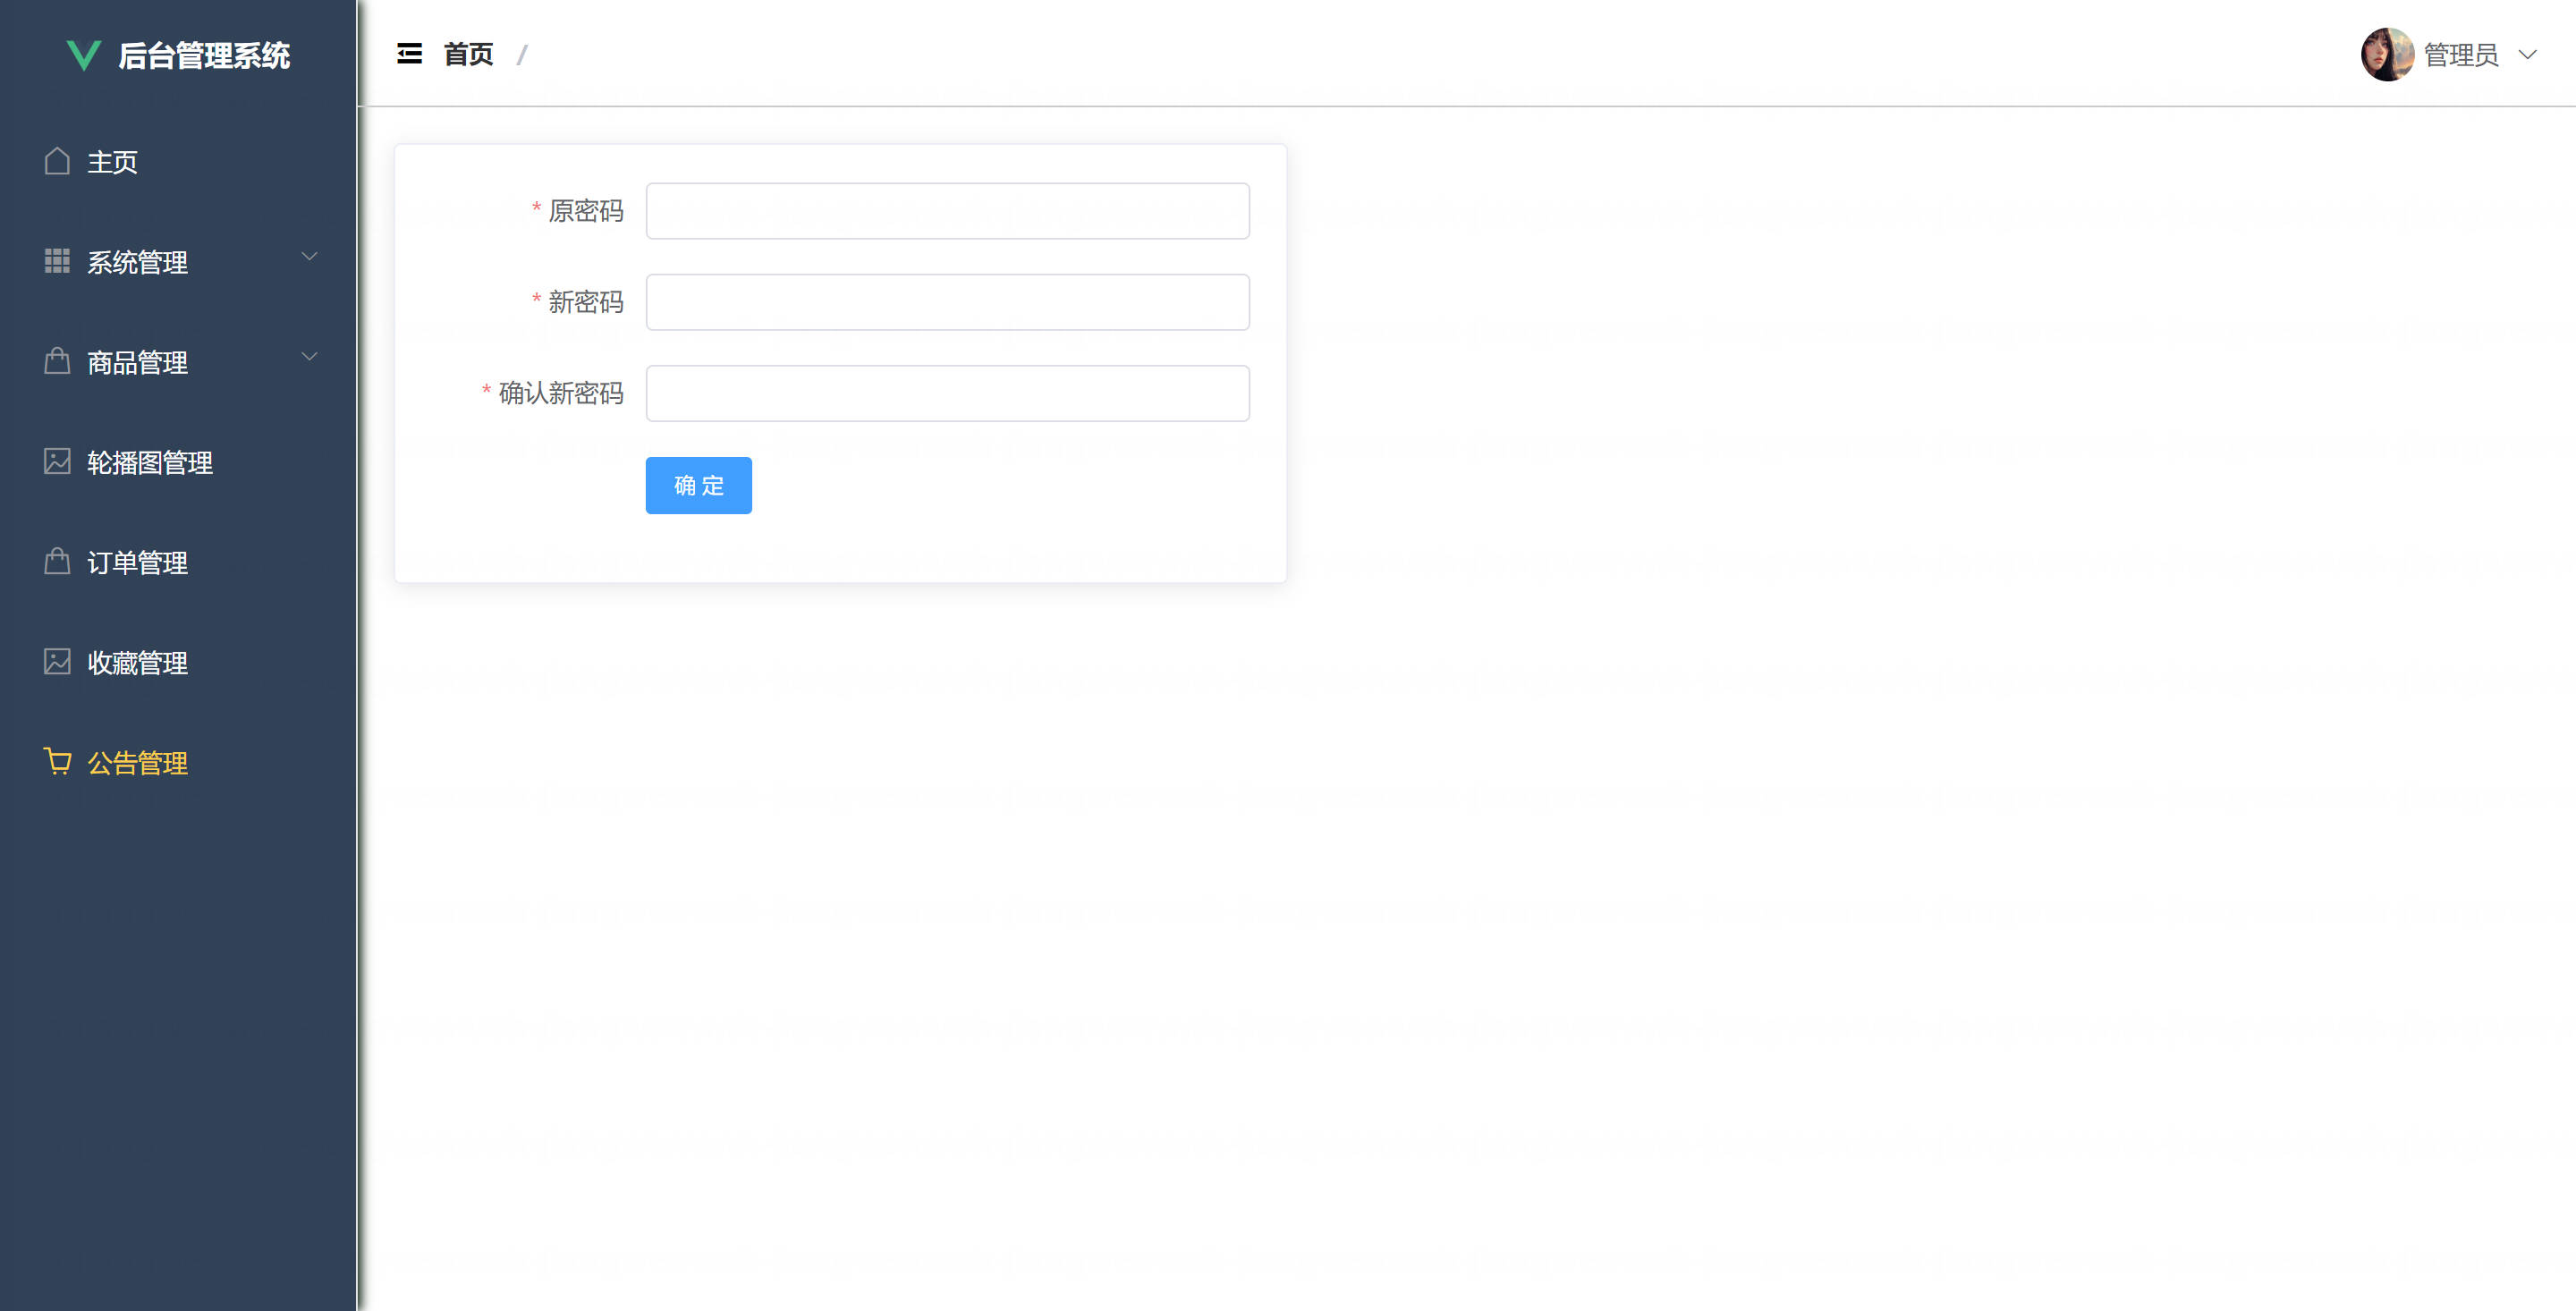 后台管理系统
首页 /
管理员
主页
系统管理
商品管理
轮播图管理
订单管理
收藏管理
公告管理
* 原密码
* 新密码
* 确认新密码
确 定